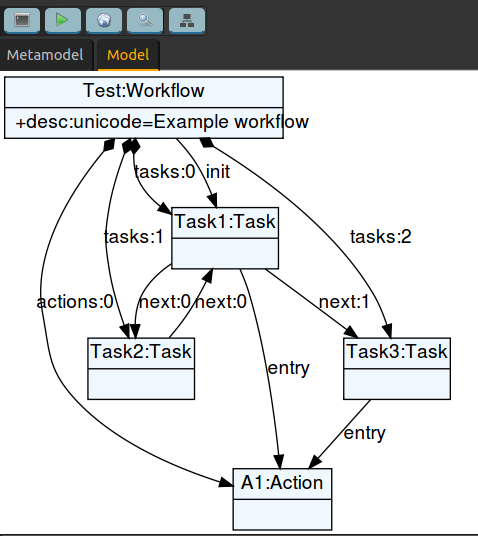 Metamodel
Model
Test:Workflow
+desc:unicode=Example workflow
tasks:0
init
Task1:Task
tasks:1
tasks:2
actions:0
next:0
next:0
next:1
Task2:Task
Task3:Task
entry
entry
A1:Action